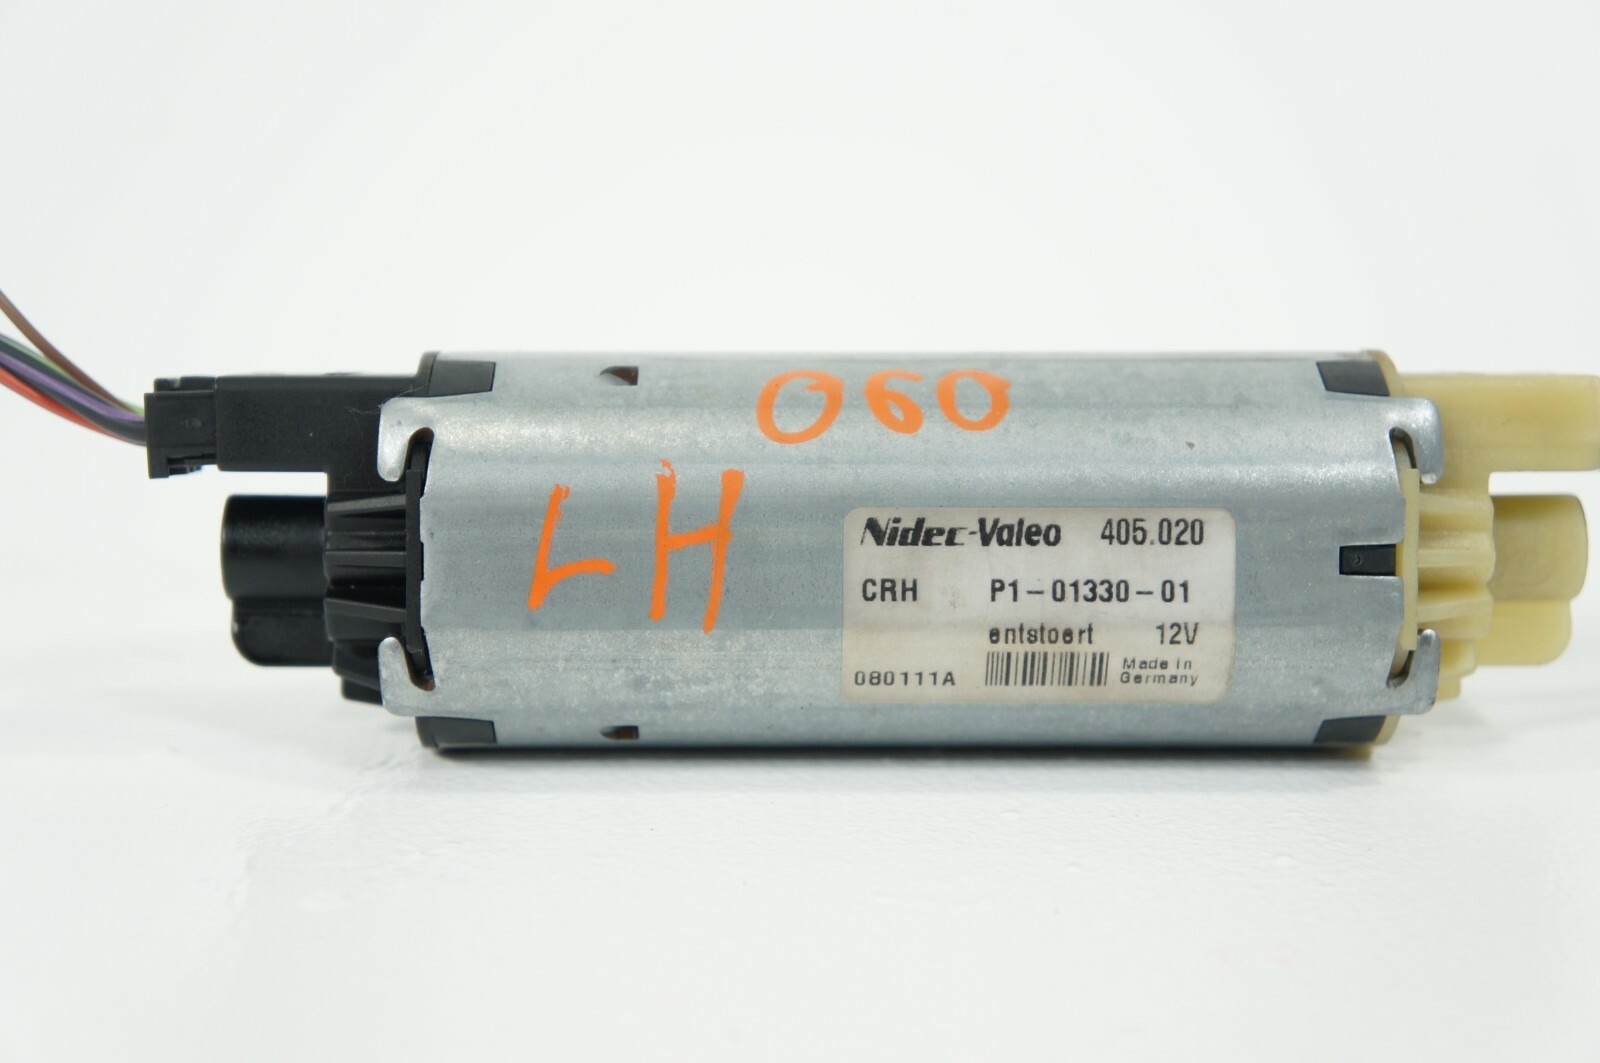 060
LH
Nidec-Valeo 405.020
CRH P1-01330-01
entstoert 12V
080111A Made in
Germany